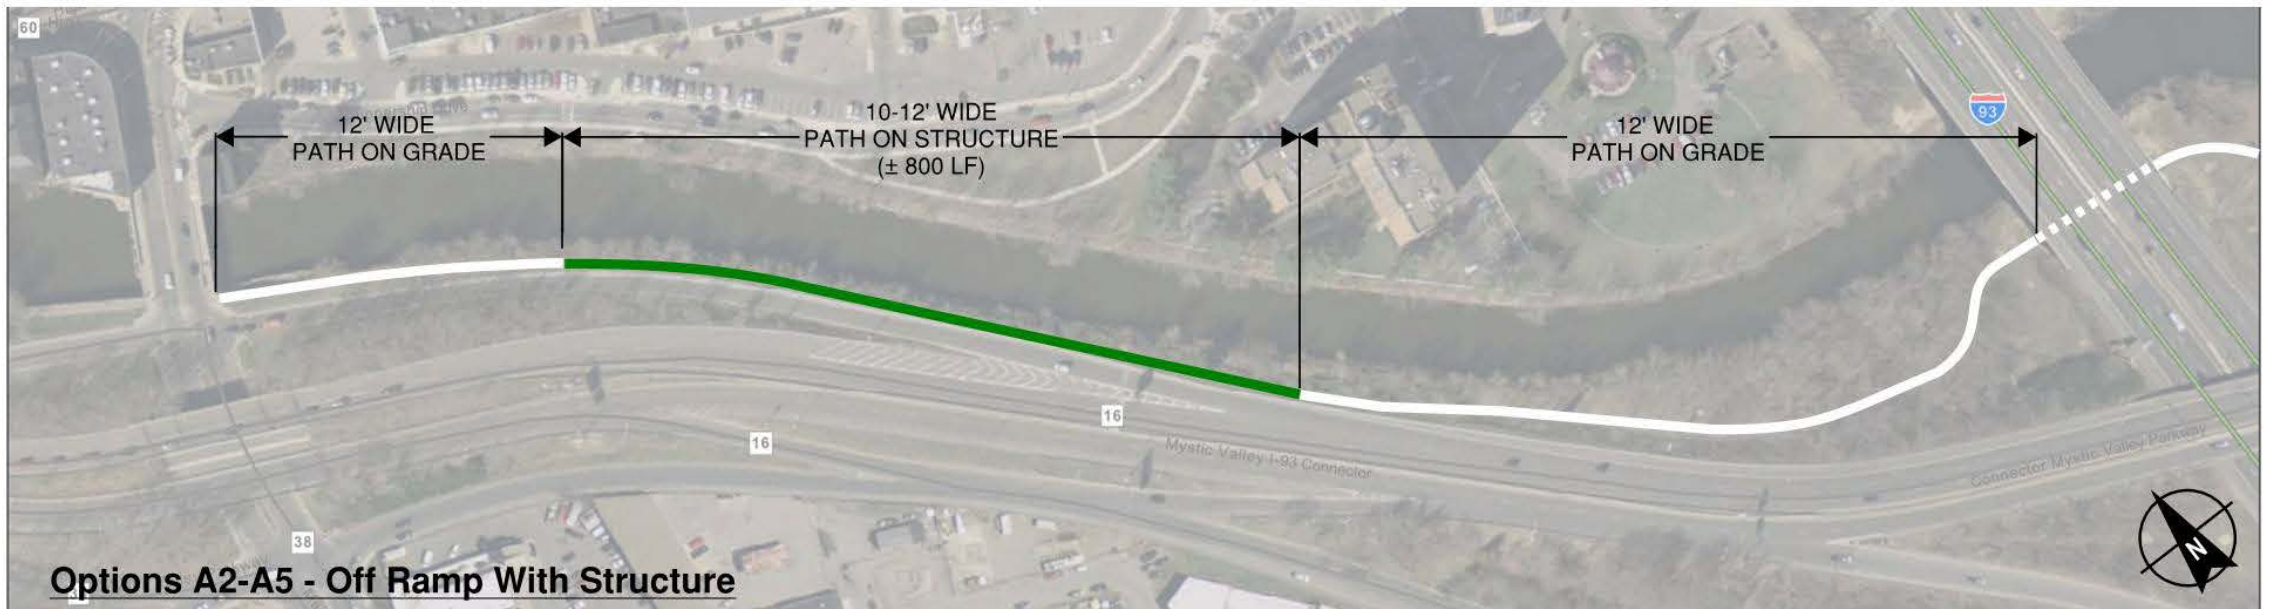 60
12' WIDE
PATH ON GRADE
10-12' WIDE
PATH ON STRUCTURE
(± 800 LF)
12' WIDE
PATH ON GRADE
93
16
16
Mystic Valley I-93 Connector
Connector Mystic Valley Parkway
38
N
Options A2-A5 - Off Ramp With Structure